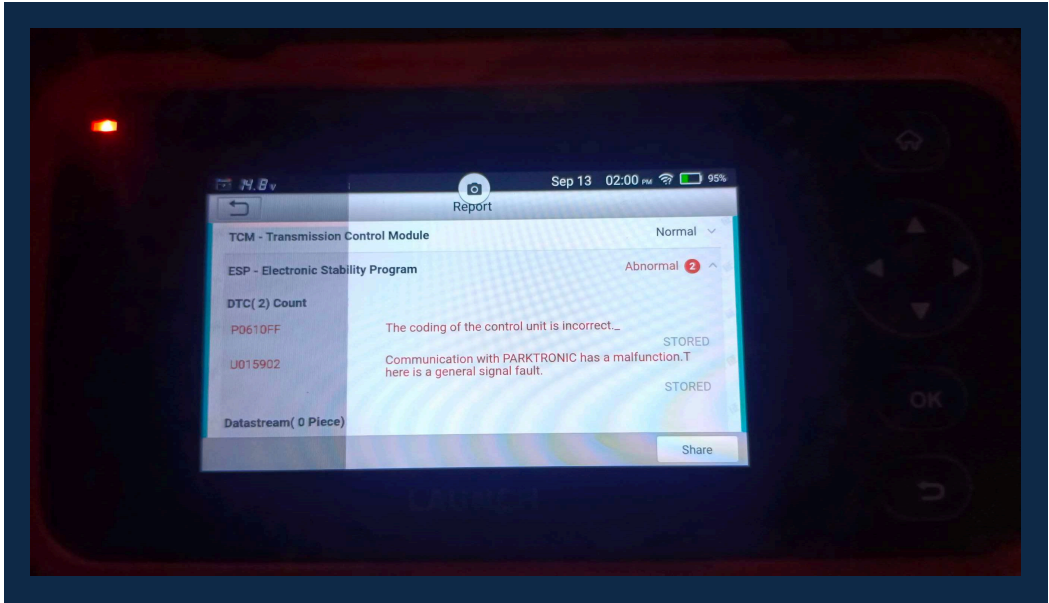 14.8 v Sep 13 02:00 PM 95%
Report
TCM - Transmission Control Module Normal
ESP - Electronic Stability Program Abnormal 2
DTC( 2) Count
P0610FF The coding of the control unit is incorrect._
STORED
U015902 Communication with PARKTRONIC has a malfunction.T
here is a general signal fault.
STORED
Datastream( 0 Piece)
Share
OK
LAUNCH